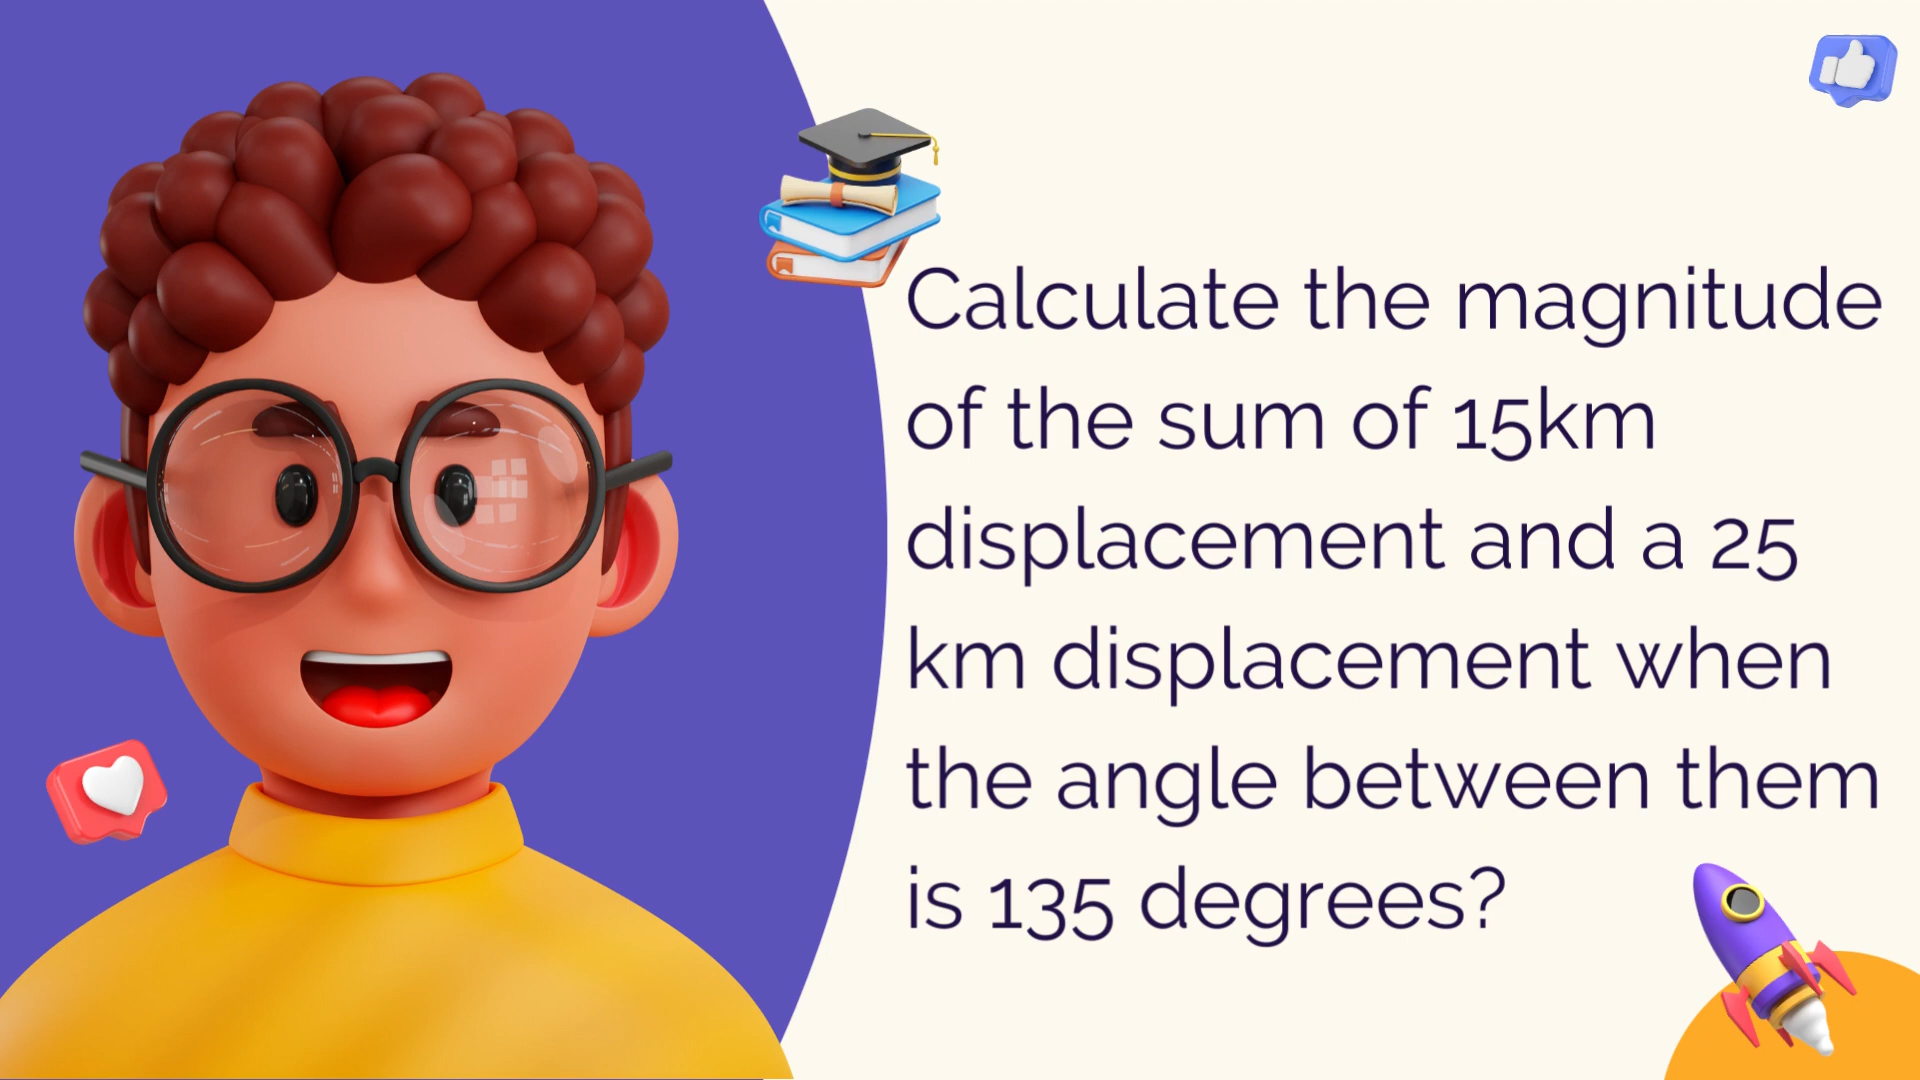 Calculate the magnitude
of the sum of 15km
displacement and a 25
km displacement when
the angle between them
is 135 degrees?